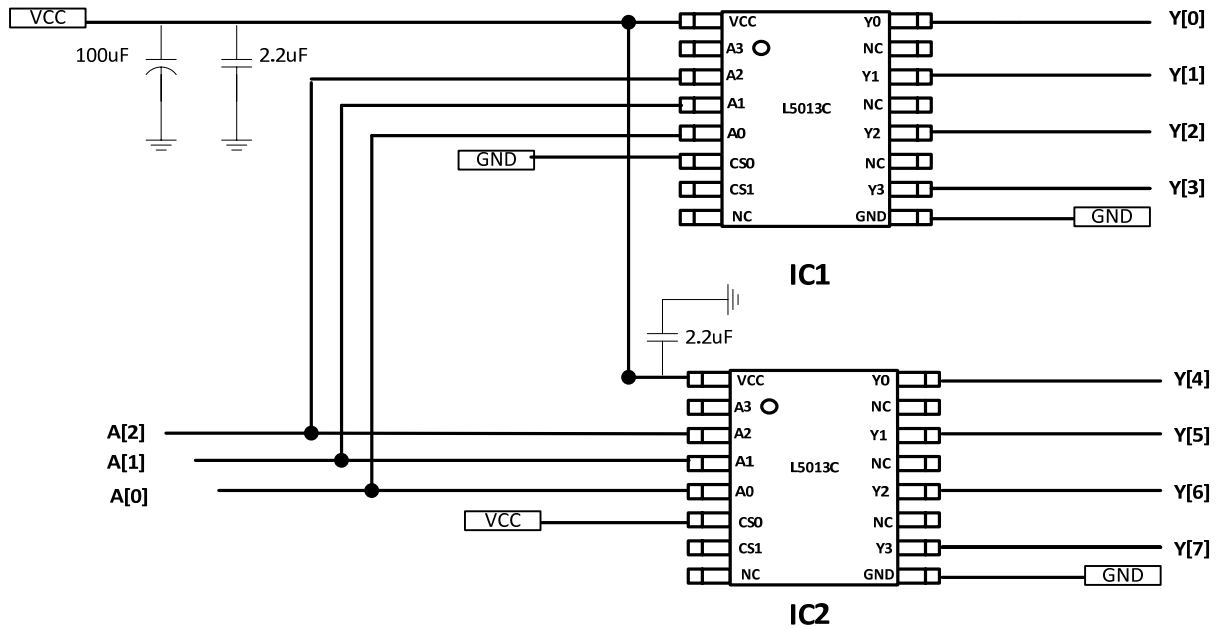 VCC
100uF
2.2uF
VCC Y0
A3 NC
A2 Y1
A1 NC
A0 Y2
CS0 NC
CS1 Y3
NC GND
L5013C
GND
Y[0]
Y[1]
Y[2]
Y[3]
GND
IC1
2.2uF
VCC Y0
A3 NC
A2 Y1
A1 NC
A0 Y2
CS0 NC
CS1 Y3
NC GND
L5013C
A[2]
A[1]
A[0]
VCC
Y[4]
Y[5]
Y[6]
Y[7]
GND
IC2